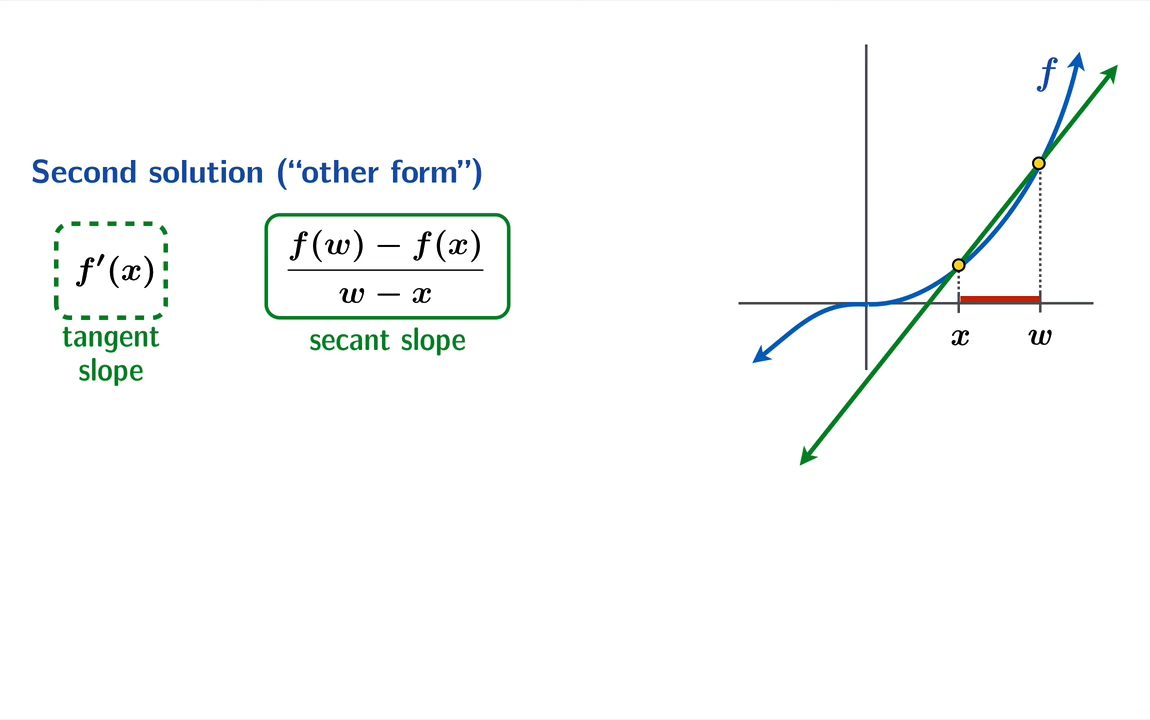 Second solution (“other form”)
f′(x)
tangent
slope
f(w) − f(x)
w − x
secant slope
f
x
w